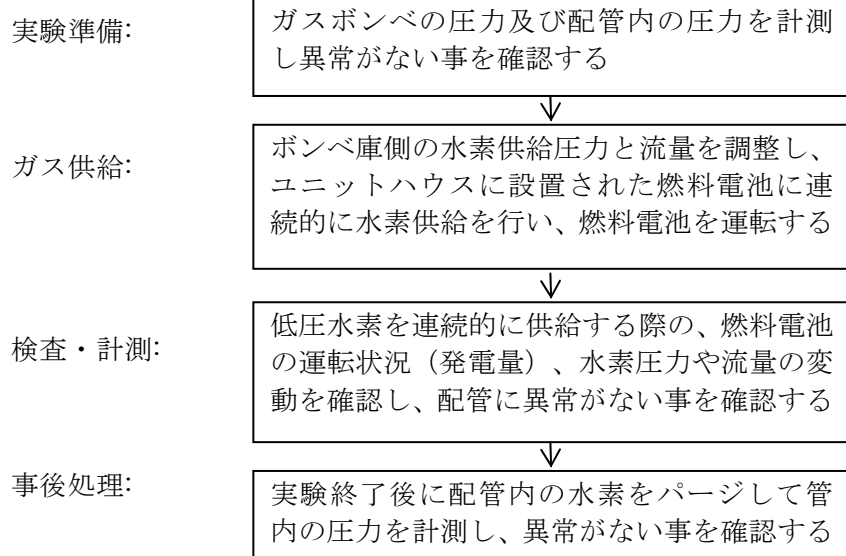 実験準備:
ガスボンベの圧力及び配管内の圧力を計測
し異常がない事を確認する
ガス供給:
ボンベ庫側の水素供給圧力と流量を調整し、
ユニットハウスに設置された燃料電池に連
続的に水素供給を行い、燃料電池を運転する
検査・計測:
低圧水素を連続的に供給する際の、燃料電池
の運転状況（発電量）、水素圧力や流量の変
動を確認し、配管に異常がない事を確認する
事後処理:
実験終了後に配管内の水素をパージして管
内の圧力を計測し、異常がない事を確認する